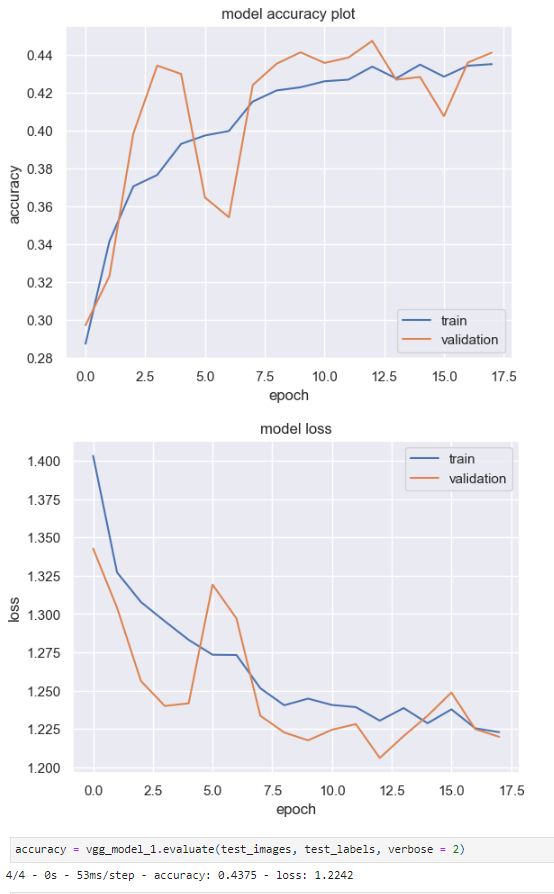 model accuracy plot
0.44
0.42
0.40
0.38
0.36
0.34
0.32
0.30
0.28
accuracy
train
validation
0.0 2.5 5.0 7.5 10.0 12.5 15.0 17.5
epoch
model loss
1.400
1.375
1.350
1.325
1.300
1.275
1.250
1.225
1.200
loss
train
validation
0.0 2.5 5.0 7.5 10.0 12.5 15.0 17.5
epoch
accuracy = vgg_model_1.evaluate(test_images, test_labels, verbose = 2)
4/4 - 0s - 53ms/step - accuracy: 0.4375 - loss: 1.2242